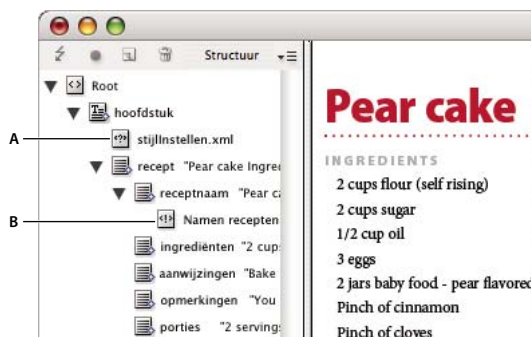 Structuur
Root
hoofdstuk
A
stijlInstellen.xml
recept "Pear cake Ingre
receptnaam "Pear ca
B
Namen recepten
ingrediënten "2 cup
aanwijzingen "Bake
opmerkingen "You
porties "2 serving
Pear cake
INGREDIENTS
2 cups flour (self rising)
2 cups sugar
1/2 cup oil
3 eggs
2 jars baby food - pear flavored
Pinch of cinnamon
Pinch of cloves